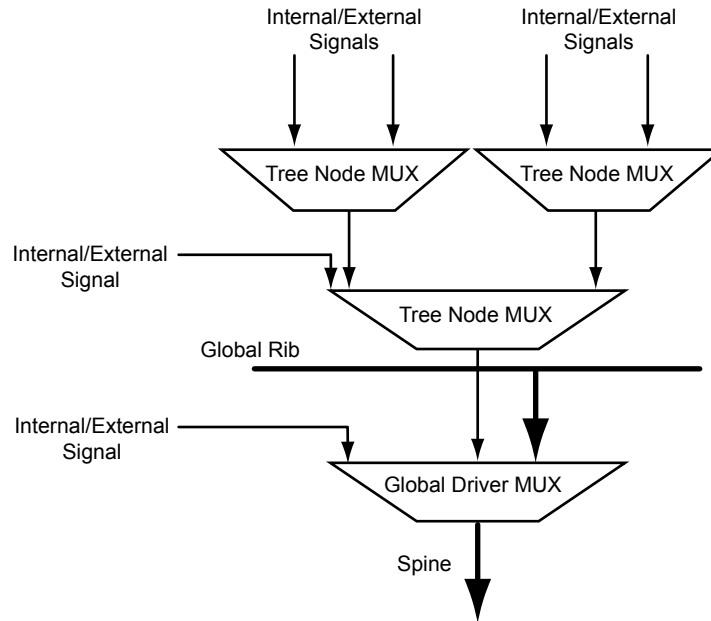 Internal/External
Signals
Internal/External
Signals
Tree Node MUX
Tree Node MUX
Internal/External
Signal
Tree Node MUX
Global Rib
Internal/External
Signal
Global Driver MUX
Spine